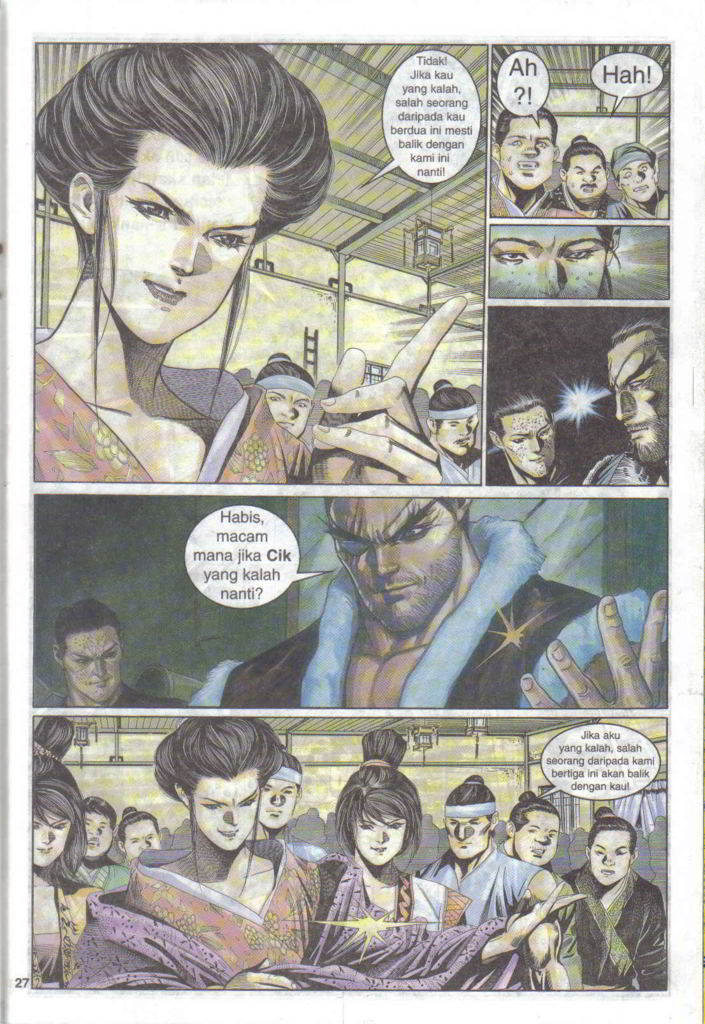 Tidak!
Jika kau
yang kalah,
salah seorang
daripada kau
berdua ini mesti
balik dengan
kami ini
nanti!
Ah
?!
Hah!
Habis,
macam
mana jika Cik
yang kalah
nanti?
Jika aku
yang kalah, salah
seorang daripada kami
bertiga ini akan balik
dengan kau!
27